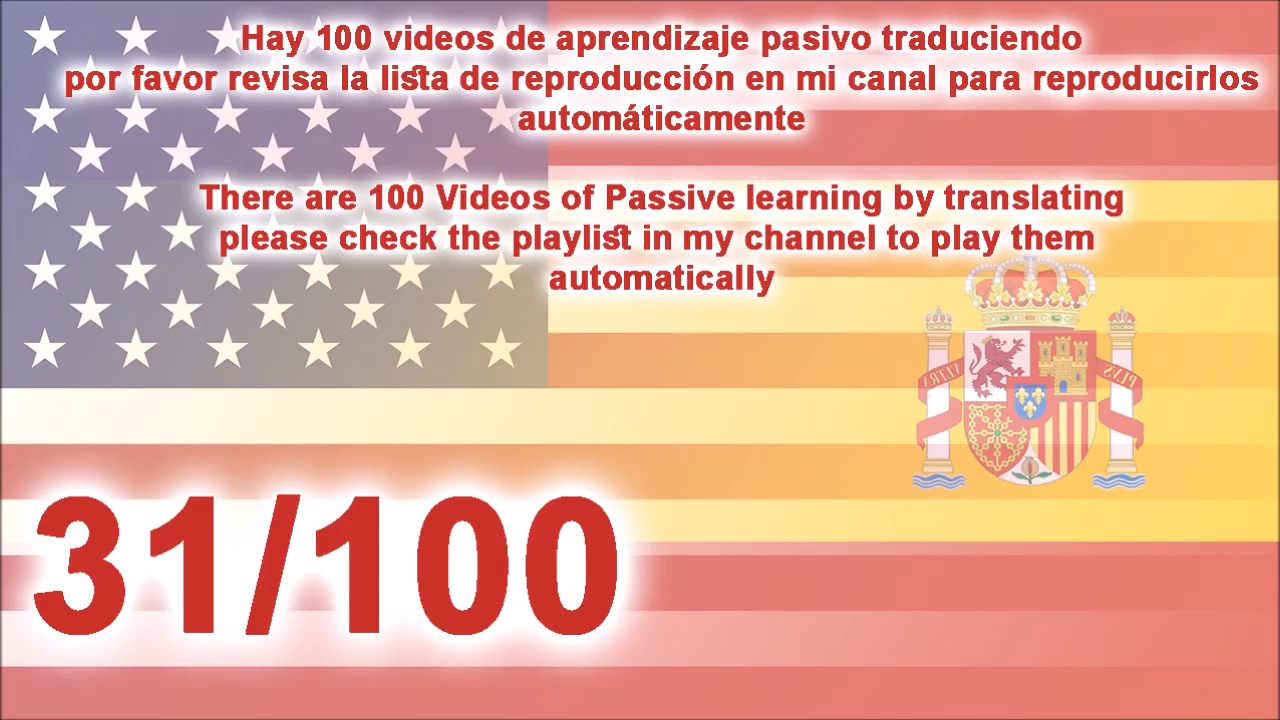 Hay 100 videos de aprendizaje pasivo traduciendo
por favor revisa la lista de reproducción en mi canal para reproducirlos
automáticamente
There are 100 Videos of Passive learning by translating
please check the playlist in my channel to play them
automatically
31/100